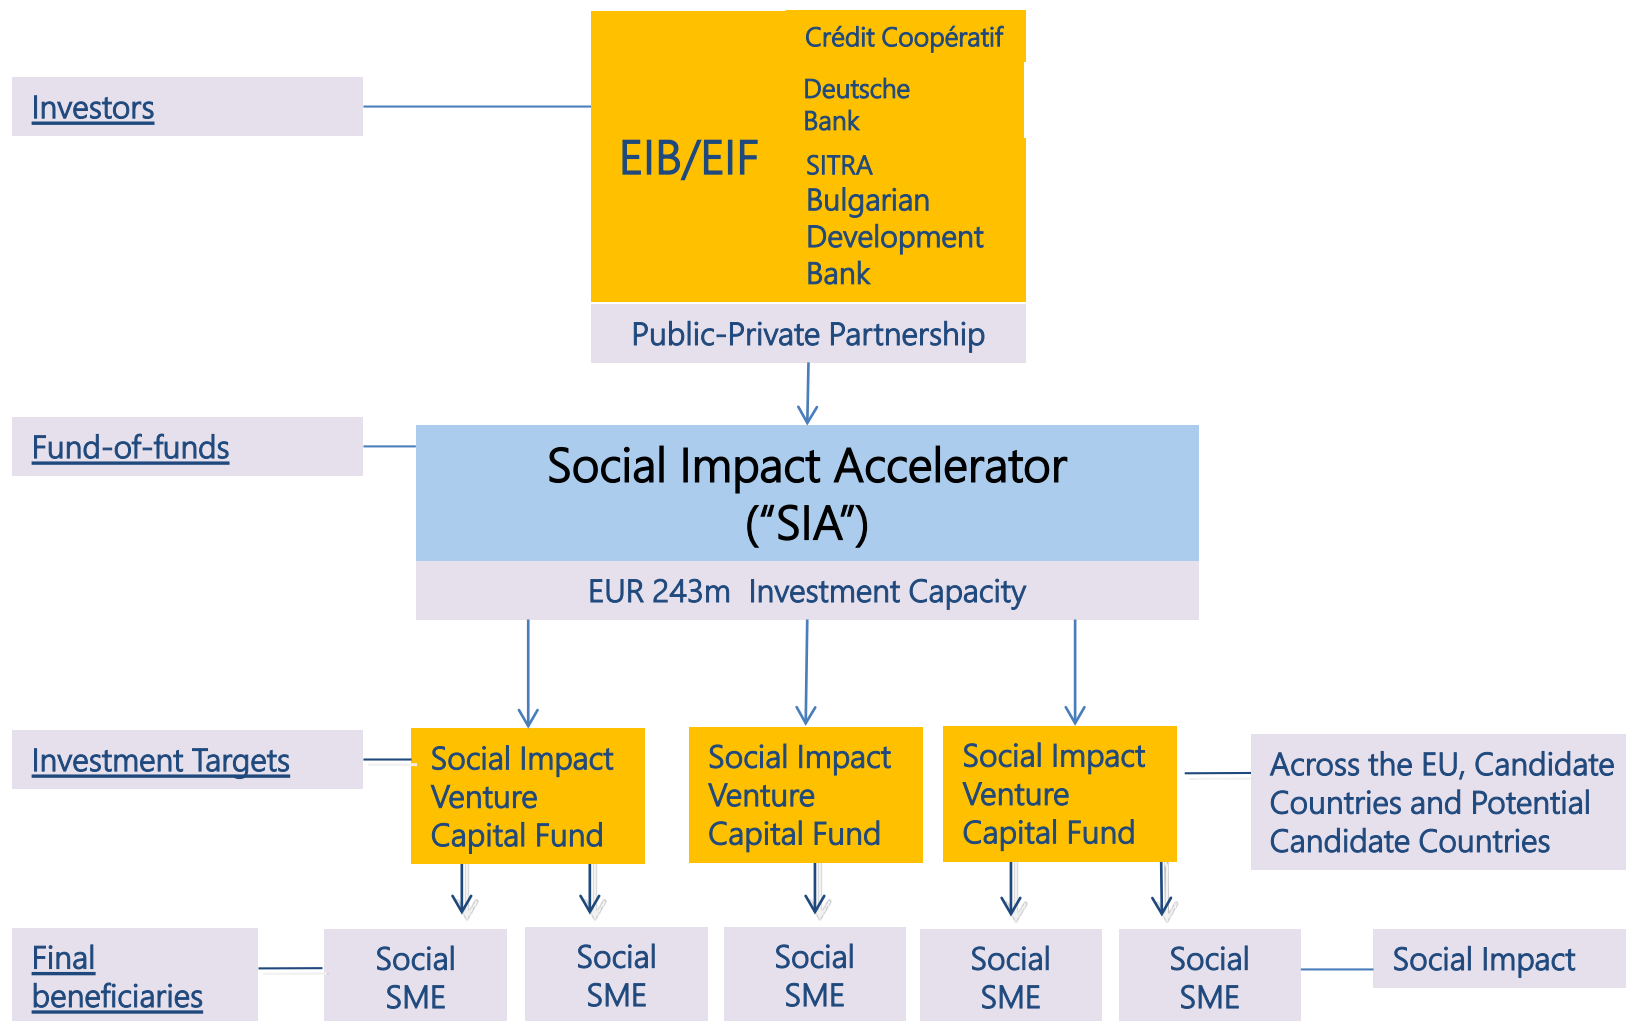 Investors
EIB/EIF
Crédit Coopératif
Deutsche
Bank
SITRA
Bulgarian
Development
Bank
Public-Private Partnership
Fund-of-funds
Social Impact Accelerator
(“SIA”)
EUR 243m  Investment Capacity
Investment Targets
Social Impact
Venture
Capital Fund
Social Impact
Venture
Capital Fund
Social Impact
Venture
Capital Fund
Across the EU, Candidate
Countries and Potential
Candidate Countries
Final
beneficiaries
Social
SME
Social
SME
Social
SME
Social
SME
Social
SME
Social Impact